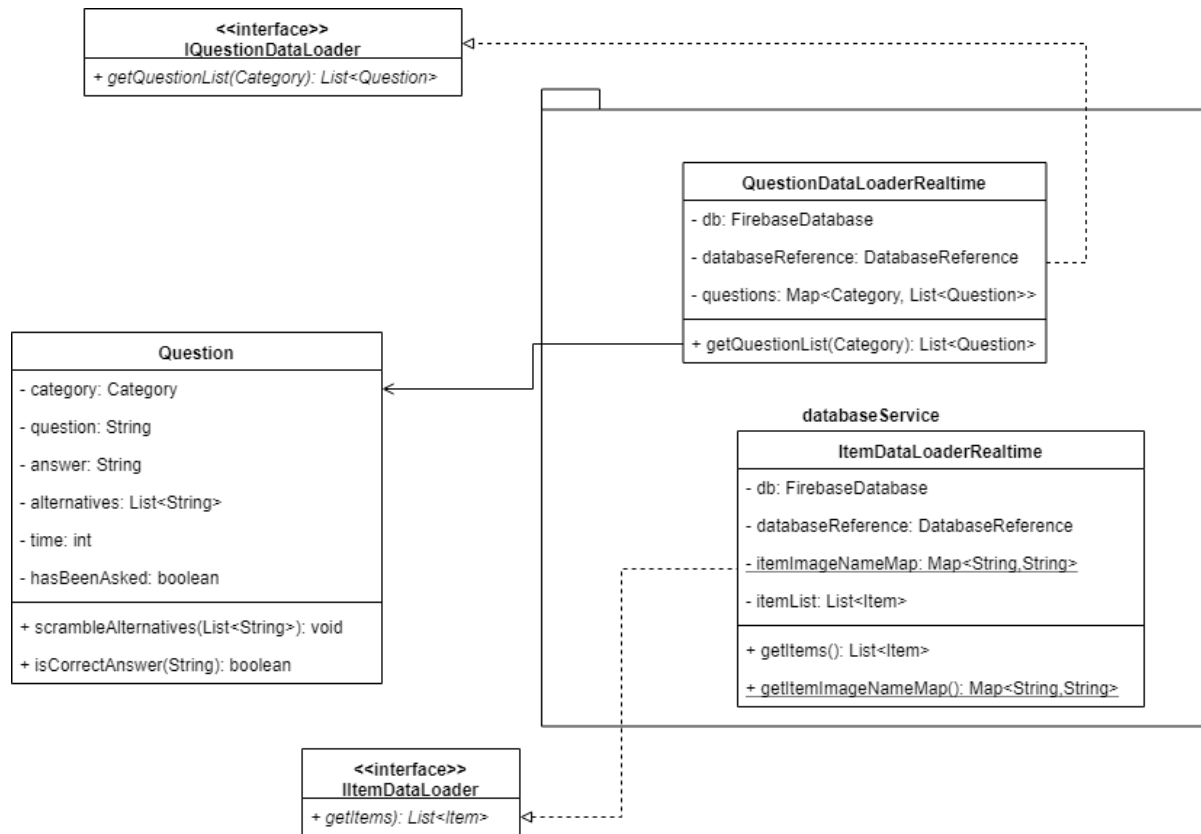 <<interface>>
IQuestionDataLoader
+ getQuestionList(Category): List<Question>
QuestionDataLoaderRealtime
- db: FirebaseDatabase
- databaseReference: DatabaseReference
- questions: Map<Category, List<Question>>
+ getQuestionList(Category): List<Question>
Question
- category: Category
- question: String
- answer: String
- alternatives: List<String>
- time: int
- hasBeenAsked: boolean
+ scrambleAlternatives(List<String>): void
+ isCorrectAnswer(String): boolean
databaseService
ItemDataLoaderRealtime
- db: FirebaseDatabase
- databaseReference: DatabaseReference
- itemImageNameMap: Map<String,String>
- itemList: List<Item>
+ getItems(): List<Item>
+ getItemImageNameMap(): Map<String,String>
<<interface>>
IItemDataLoader
+ getItems): List<Item>